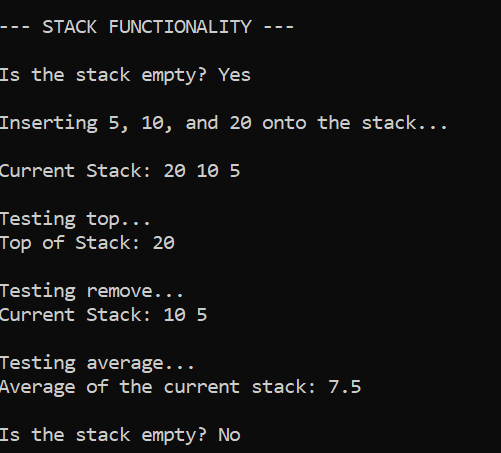 --- STACK FUNCTIONALITY ---
Is the stack empty? Yes
Inserting 5, 10, and 20 onto the stack...
Current Stack: 20 10 5
Testing top...
Top of Stack: 20
Testing remove...
Current Stack: 10 5
Testing average...
Average of the current stack: 7.5
Is the stack empty? No